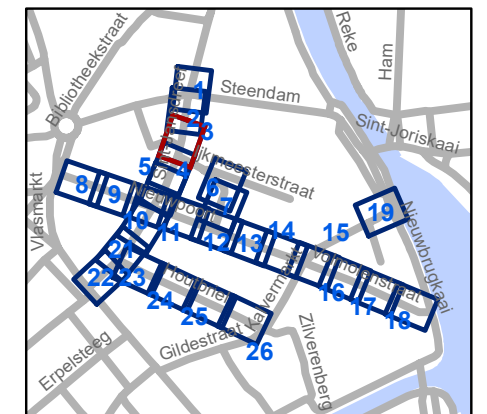 Bibliotheekstraat
Reke
Ham
Steendam
Sint-Joriskaai
Vlasmarkt
Nieuwpoort
Houtbriel
Kalvermarkt
Nieuwbrugkaai
Gildestraat
Zilverenberg
Erpelsteeg
1
2
3
4
5
6
7
8
9
10
11
12
13
14
15
16
17
18
19
21
22
23
24
25
26